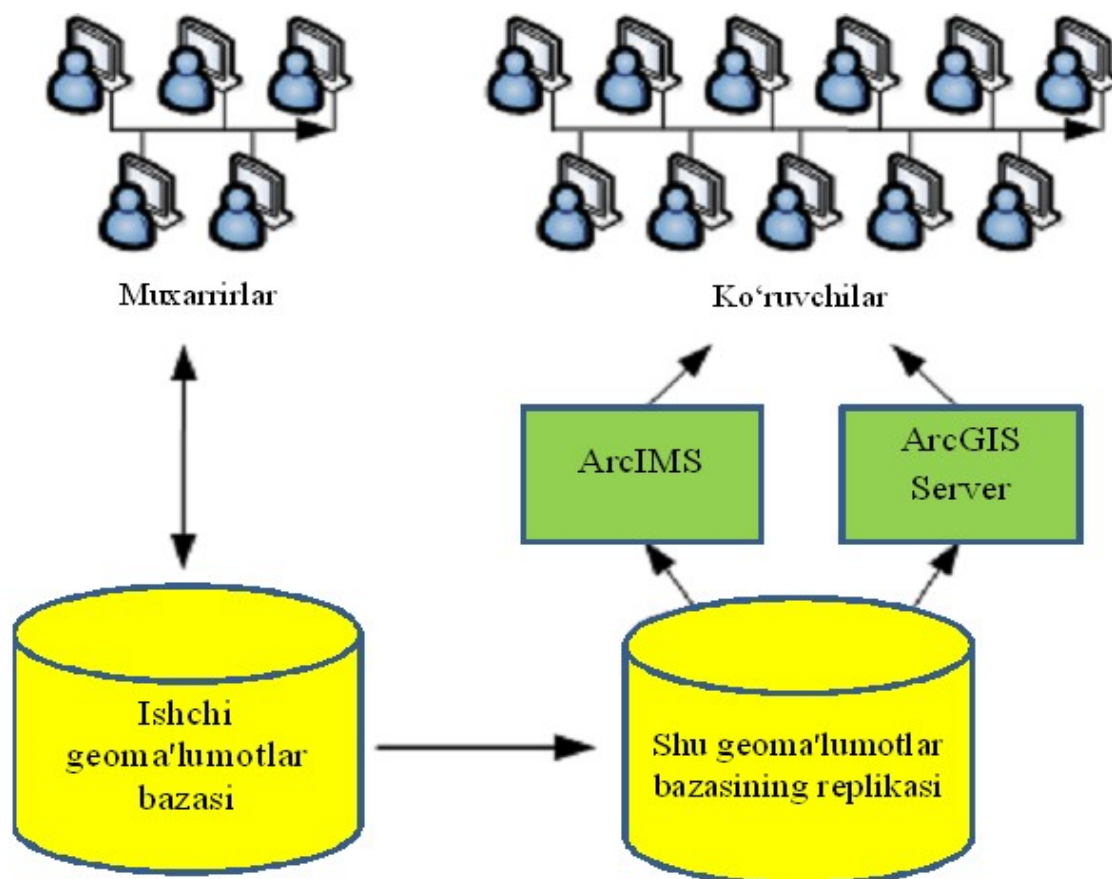 Muxarrirlar
Ko‘ruvchilar
ArcIMS
ArcGIS
Server
Ishchi
geoma'lumotlar
bazasi
Shu geoma'lumotlar
bazasining replikasi